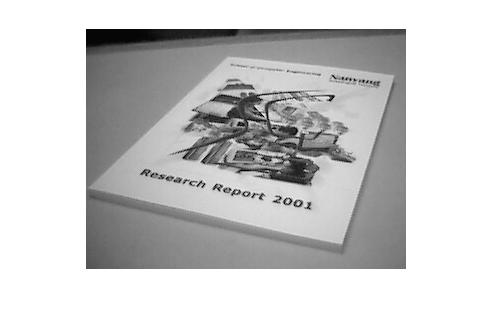 School of Computer Engineering
Nanyang
Research Report 2001